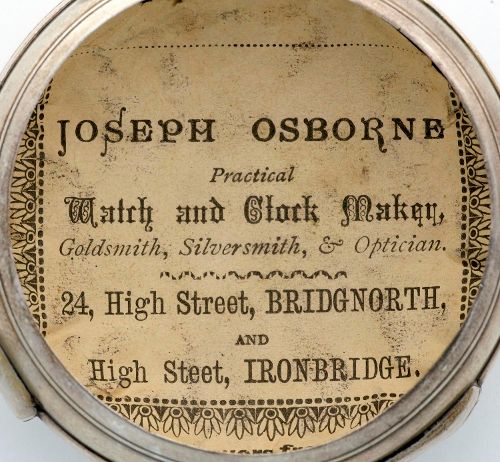 JOSEPH OSBORNE
Practical
Watch and Clock Maker,
Goldsmith, Silversmith, & Optician.
24, High Street, BRIDGNORTH,
AND
High Steet, IRONBRIDGE.